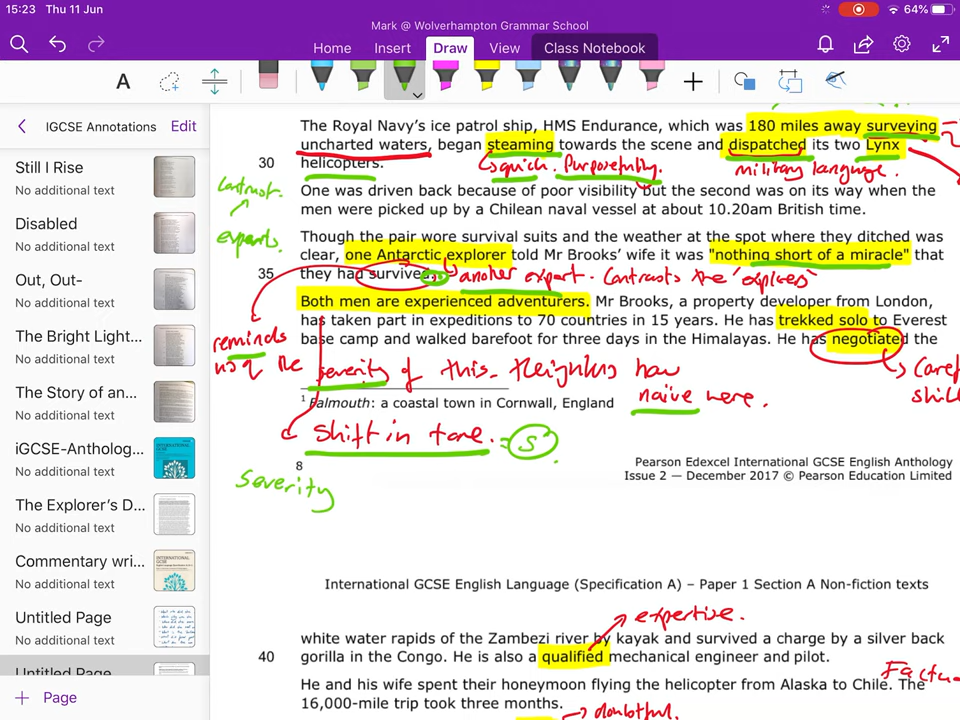 15:23 Thu 11 Jun
64%
Mark @ Wolverhampton Grammar School
Home Insert Draw View Class Notebook
A
IGCSE Annotations Edit
Still I Rise
No additional text
Disabled
No additional text
Out, Out-
No additional text
The Bright Light...
No additional text
The Story of an...
No additional text
iGCSE-Antholog...
No additional text
The Explorer's D...
No additional text
Commentary wri...
No additional text
Untitled Page
No additional text
Untitled Page
+ Page
The Royal Navy's ice patrol ship, HMS Endurance, which was 180 miles away surveying
uncharted waters, began steaming towards the scene and dispatched its two Lynx
30 helicopters.
quick. Purposefully. military language.
contrast.
One was driven back because of poor visibility but the second was on its way when the
men were picked up by a Chilean naval vessel at about 10.20am British time.
experts.
Though the pair wore survival suits and the weather at the spot where they ditched was
clear, one Antarctic explorer told Mr Brooks' wife it was "nothing short of a miracle" that
35 they had survived.
another expert. Contrasts the 'explorers'
Both men are experienced adventurers. Mr Brooks, a property developer from London,
has taken part in expeditions to 70 countries in 15 years. He has trekked solo to Everest
base camp and walked barefoot for three days in the Himalayas. He has negotiated the
reminds
us of the severity of this. Heightens how
naive were.
Caref
skill
1 Falmouth: a coastal town in Cornwall, England
shift in tone. = S
8
Severity
Pearson Edexcel International GCSE English Anthology
Issue 2 — December 2017 © Pearson Education Limited
International GCSE English Language (Specification A) – Paper 1 Section A Non-fiction texts
expertise.
white water rapids of the Zambezi river by kayak and survived a charge by a silver back
40 gorilla in the Congo. He is also a qualified mechanical engineer and pilot.
Factu
He and his wife spent their honeymoon flying the helicopter from Alaska to Chile. The
16,000-mile trip took three months.
doubtful.